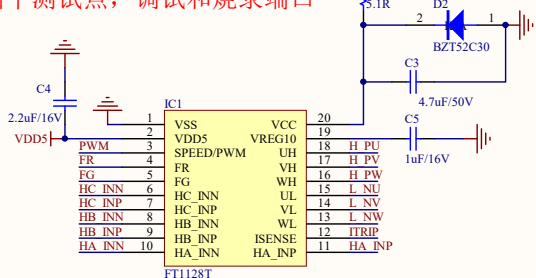 测试点，调试和烧录端口
5.1R
D2
2
1
BZT52C30
C3
4.7uF/50V
C4
2.2uF/16V
VDD5
IC1
1 VSS VCC 20
2 VDD5 VREG10 19
PWM 3 SPEED/PWM UH 18 H_PU
FR 4 FR VH 17 H_PV
FG 5 FG WH 16 H_PW
HC_INN 6 HC_INN UL 15 L_NU
HC_INP 7 HC_INP VL 14 L_NV
HB_INN 8 HB_INN WL 13 L_NW
HB_INP 9 HB_INP ISENSE 12 ITRIP
HA_INN 10 HA_INN HA_INP 11 HA_INP
FT1128T
C5
1uF/16V